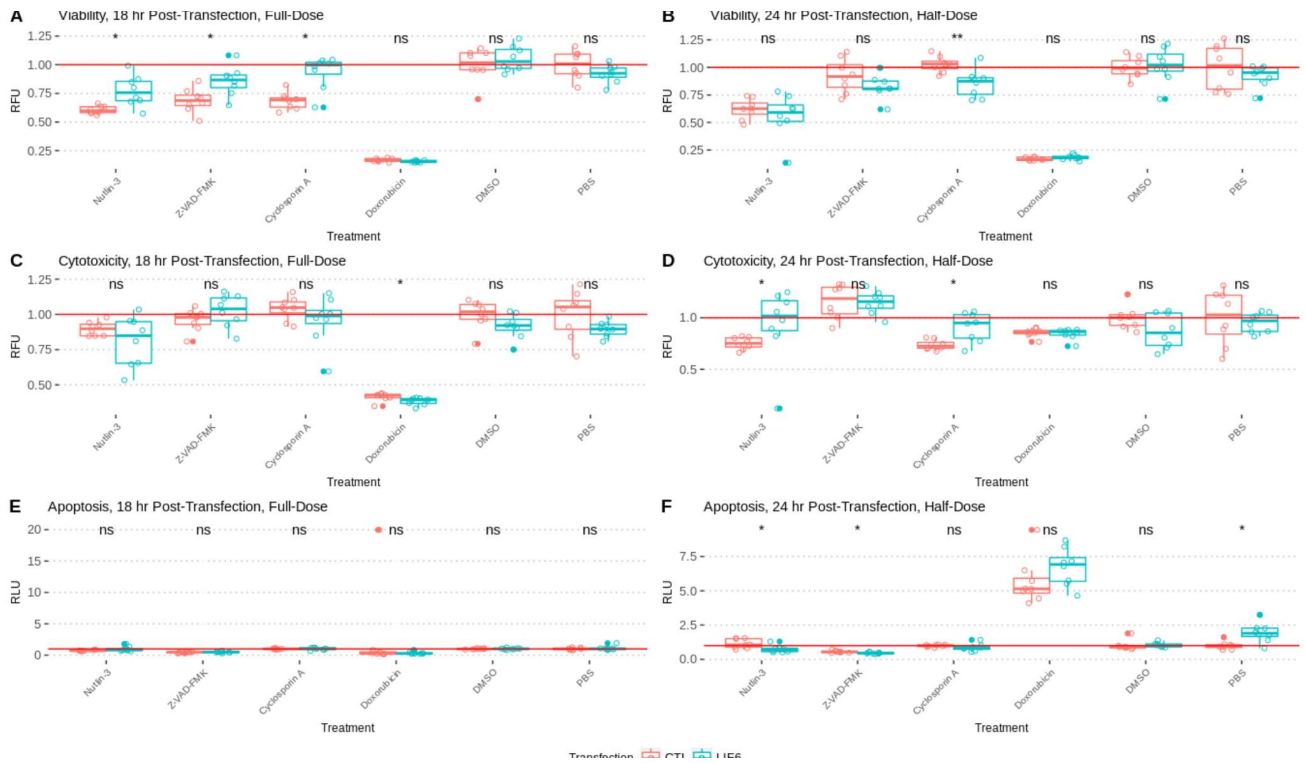 A Viability, 18 hr Post-Transfection, Full-Dose
* * * ns ns ns
1.25
1.00
0.75
0.50
0.25
RFU
Nutlin-3 Z-VAD-FMK Cyclosporin A Doxorubicin DMSO PBS
Treatment
B Viability, 24 hr Post-Transfection, Half-Dose
ns ns ** ns ns ns
1.25
1.00
0.75
0.50
0.25
RFU
Nutlin-3 Z-VAD-FMK Cyclosporin A Doxorubicin DMSO PBS
Treatment
C Cytotoxicity, 18 hr Post-Transfection, Full-Dose
ns ns ns * ns ns
1.25
1.00
0.75
0.50
RFU
Nutlin-3 Z-VAD-FMK Cyclosporin A Doxorubicin DMSO PBS
Treatment
D Cytotoxicity, 24 hr Post-Transfection, Half-Dose
* ns * ns ns ns
1.0
0.5
RFU
Nutlin-3 Z-VAD-FMK Cyclosporin A Doxorubicin DMSO PBS
Treatment
E Apoptosis, 18 hr Post-Transfection, Full-Dose
ns ns ns ns ns ns
20
15
10
5
0
RLU
Nutlin-3 Z-VAD-FMK Cyclosporin A Doxorubicin DMSO PBS
Treatment
F Apoptosis, 24 hr Post-Transfection, Half-Dose
* * ns ns ns *
7.5
5.0
2.5
0.0
RLU
Nutlin-3 Z-VAD-FMK Cyclosporin A Doxorubicin DMSO PBS
Treatment
Transfection CTL LIF6